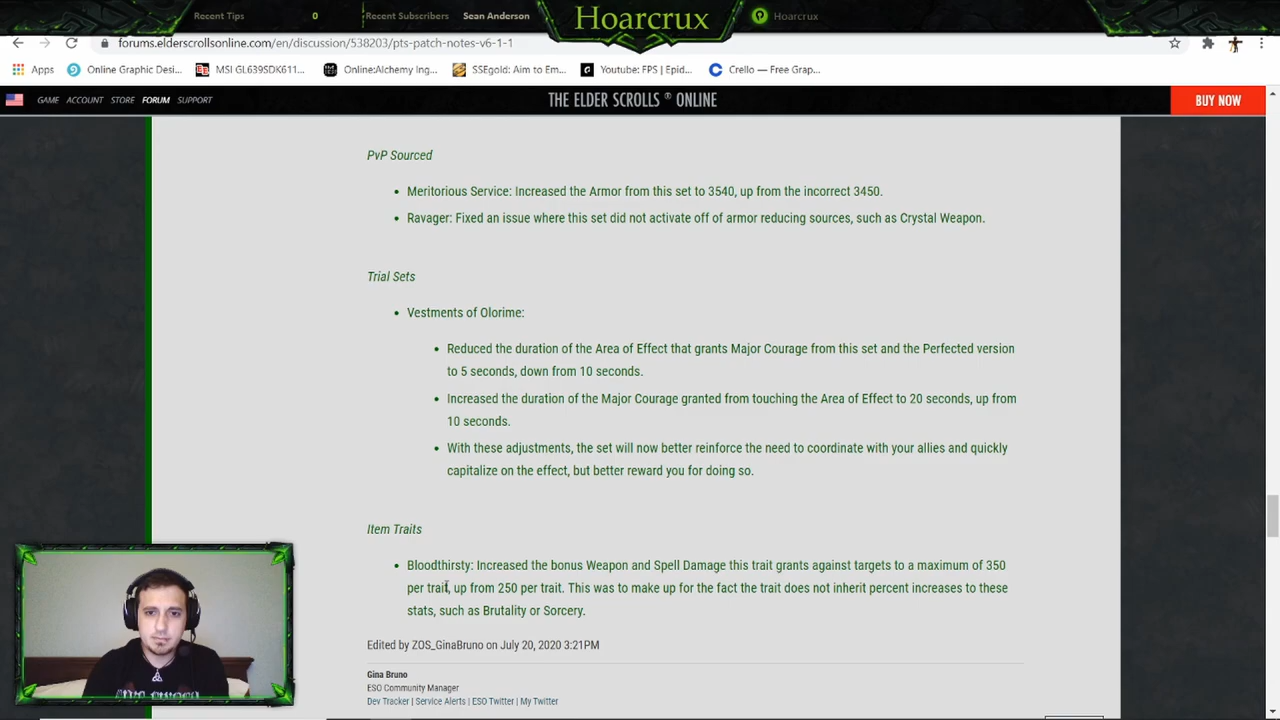 Recent Tips 0 Recent Subscribers Sean Anderson Hoarcrux Hoarcrux
forums.elderscrollsonline.com/en/discussion/538203/pts-patch-notes-v6-1-1
Apps Online Graphic Desi... MSI GL639SDK611... Online:Alchemy Ing... SSEgold: Aim to Em... Youtube: FPS | Epid... Crello — Free Grap...
GAME ACCOUNT STORE FORUM SUPPORT THE ELDER SCROLLS ® ONLINE BUY NOW
PvP Sourced
• Meritorious Service: Increased the Armor from this set to 3540, up from the incorrect 3450.
• Ravager: Fixed an issue where this set did not activate off of armor reducing sources, such as Crystal Weapon.
Trial Sets
• Vestments of Olorime:
• Reduced the duration of the Area of Effect that grants Major Courage from this set and the Perfected version
to 5 seconds, down from 10 seconds.
• Increased the duration of the Major Courage granted from touching the Area of Effect to 20 seconds, up from
10 seconds.
• With these adjustments, the set will now better reinforce the need to coordinate with your allies and quickly
capitalize on the effect, but better reward you for doing so.
Item Traits
• Bloodthirsty: Increased the bonus Weapon and Spell Damage this trait grants against targets to a maximum of 350
per trait, up from 250 per trait. This was to make up for the fact the trait does not inherit percent increases to these
stats, such as Brutality or Sorcery.
Edited by ZOS_GinaBruno on July 20, 2020 3:21PM
Gina Bruno
ESO Community Manager
Dev Tracker | Service Alerts | ESO Twitter | My Twitter